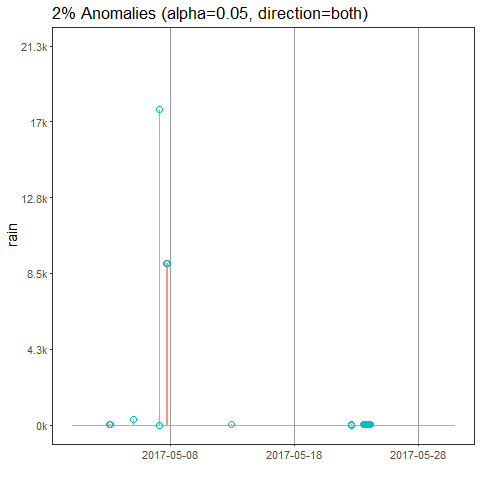 2% Anomalies (alpha=0.05, direction=both)
21.3k
17k
12.8k
8.5k
4.3k
0k
rain
2017-05-08 2017-05-18 2017-05-28